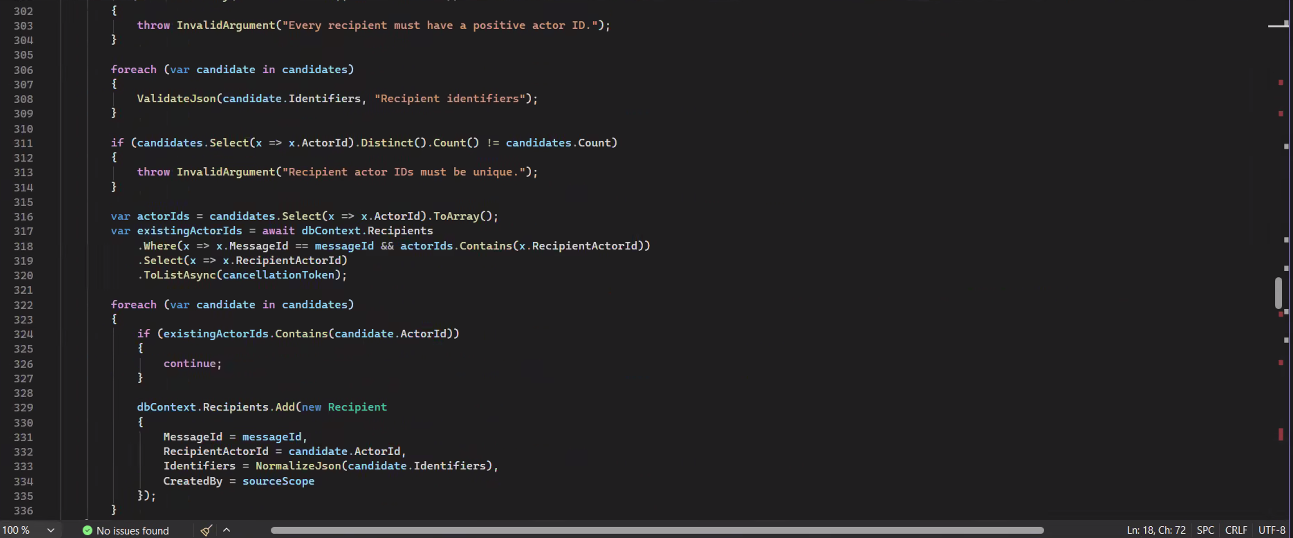 302 {
303 throw InvalidArgument("Every recipient must have a positive actor ID.");
304 }
305
306 foreach (var candidate in candidates)
307 {
308 ValidateJson(candidate.Identifiers, "Recipient identifiers");
309 }
310
311 if (candidates.Select(x => x.ActorId).Distinct().Count() != candidates.Count)
312 {
313 throw InvalidArgument("Recipient actor IDs must be unique.");
314 }
315
316 var actorIds = candidates.Select(x => x.ActorId).ToArray();
317 var existingActorIds = await dbContext.Recipients
318 .Where(x => x.MessageId == messageId && actorIds.Contains(x.RecipientActorId))
319 .Select(x => x.RecipientActorId)
320 .ToListAsync(cancellationToken);
321
322 foreach (var candidate in candidates)
323 {
324 if (existingActorIds.Contains(candidate.ActorId))
325 {
326 continue;
327 }
328
329 dbContext.Recipients.Add(new Recipient
330 {
331 MessageId = messageId,
332 RecipientActorId = candidate.ActorId,
333 Identifiers = NormalizeJson(candidate.Identifiers),
334 CreatedBy = sourceScope
335 });
336 }
100 % No issues found Ln: 18, Ch: 72 SPC CRLF UTF-8